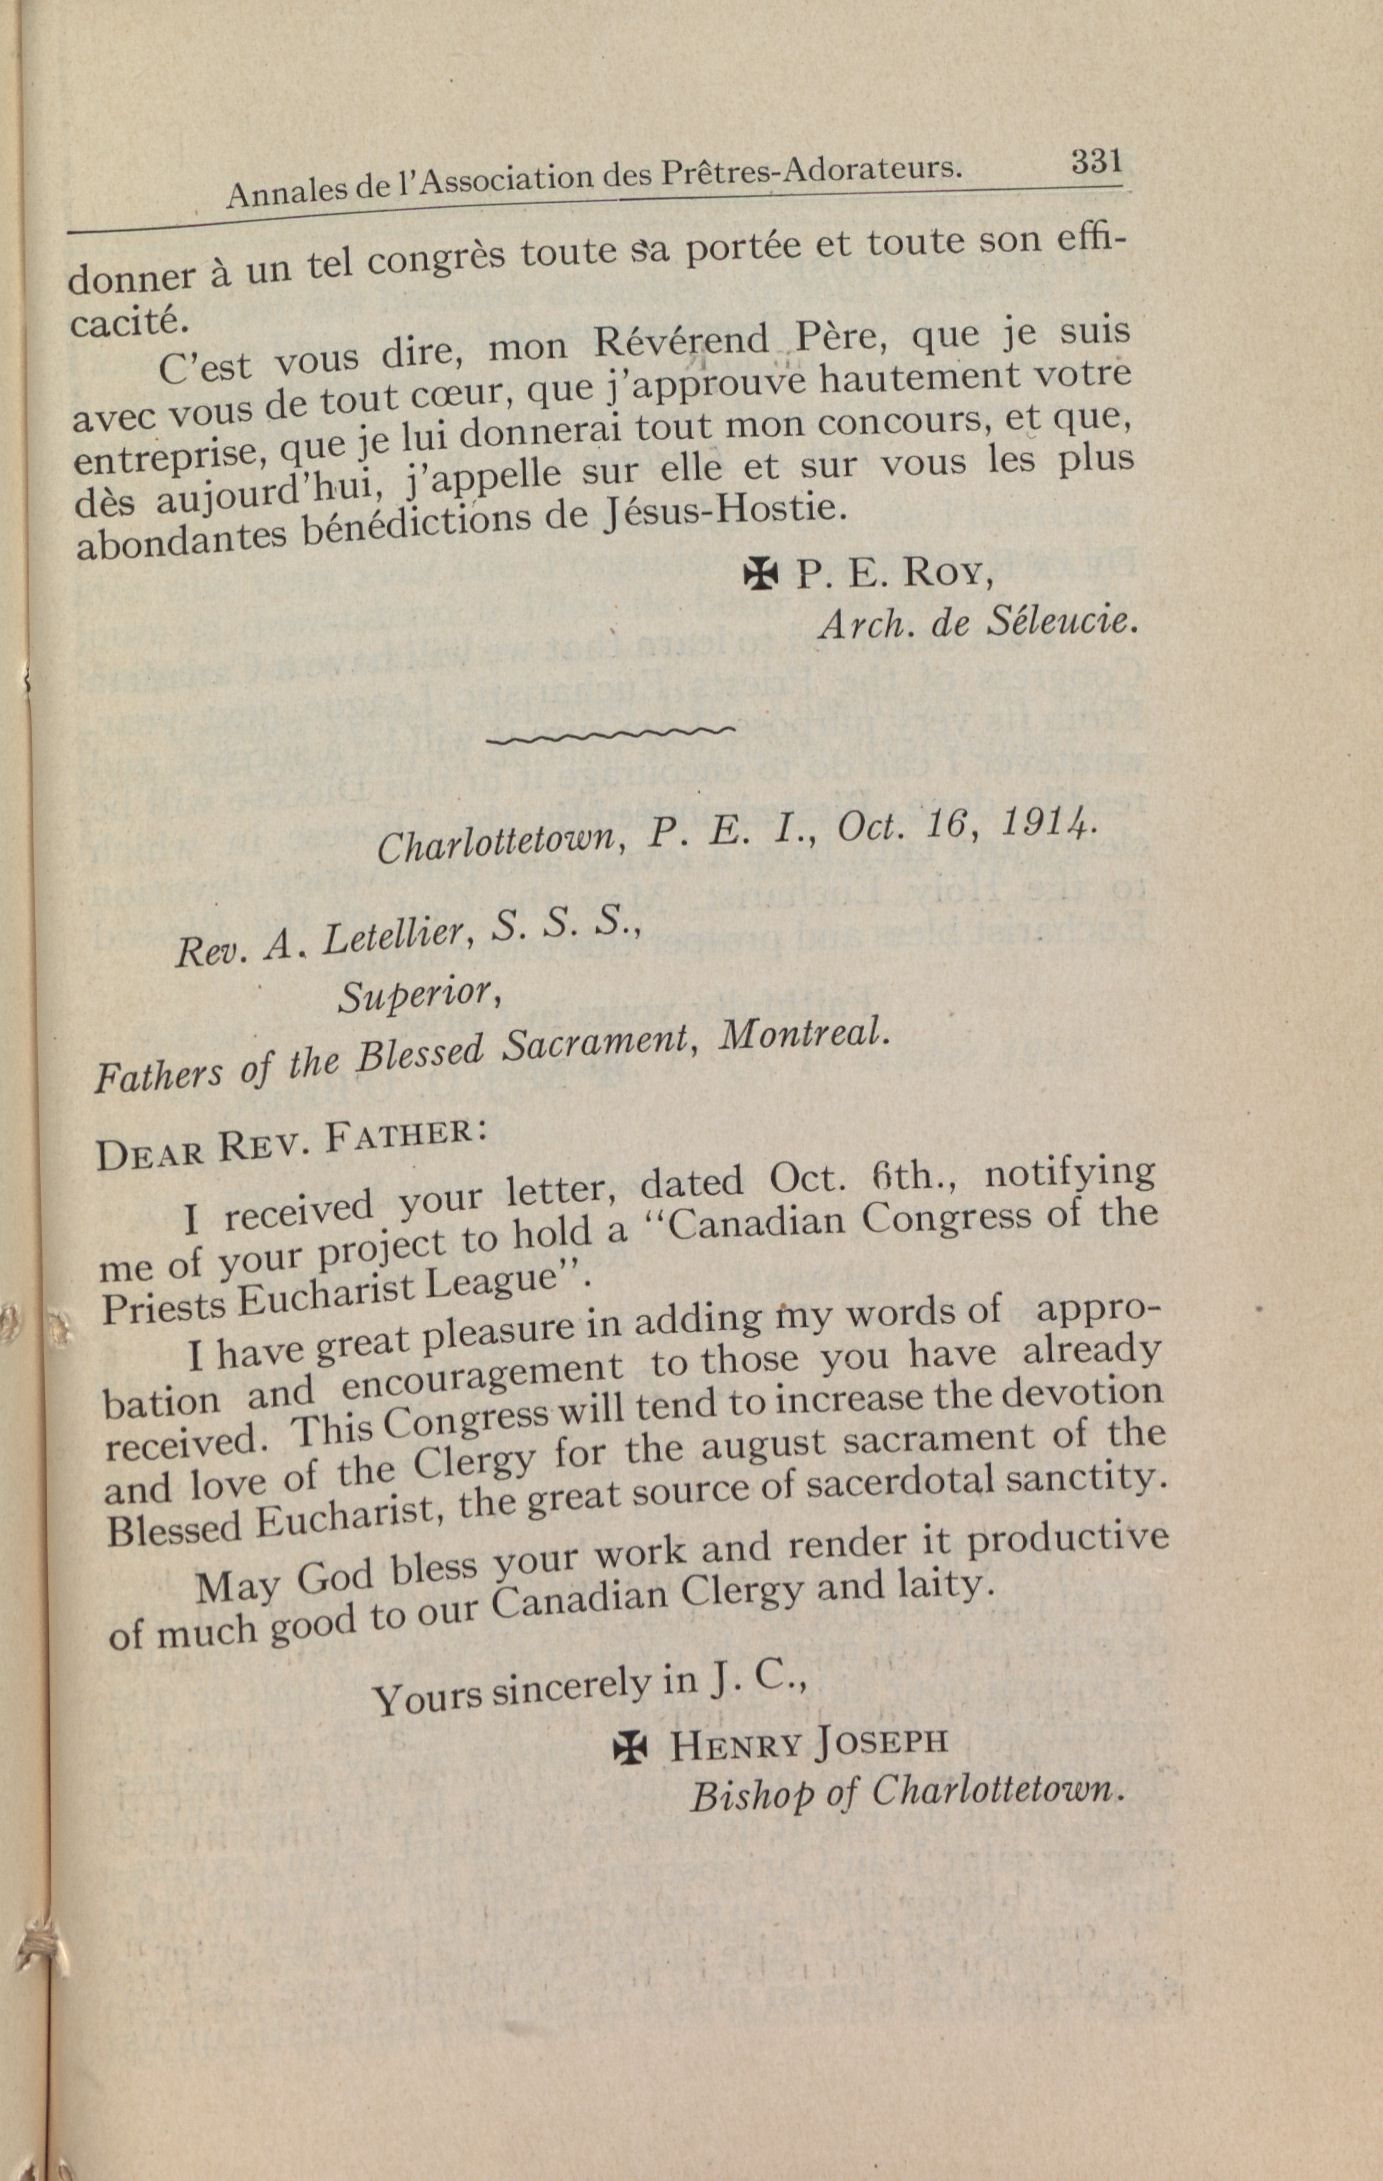 Annales de l'Association des Prêtres-Adorateurs. 331
donner à un tel congrès toute sa portée et toute son effi-
cacité.
C'est vous dire, mon Révérend Père, que je suis
avec vous de tout cœur, que j'approuve hautement votre
entreprise, que je lui donnerai tout mon concours, et que,
dès aujourd'hui, j'appelle sur elle et sur vous les plus
abondantes bénédictions de Jésus-Hostie.
✠ P. E. ROY,
Arch. de Séleucie.
Charlottetown, P. E. I., Oct. 16, 1914.
Rev. A. Letellier, S. S. S.,
Superior,
Fathers of the Blessed Sacrament, Montreal.
DEAR REV. FATHER:
I received your letter, dated Oct. 6th., notifying
me of your project to hold a "Canadian Congress of the
Priests Eucharist League".
I have great pleasure in adding my words of appro-
bation and encouragement to those you have already
received. This Congress will tend to increase the devotion
and love of the Clergy for the august sacrament of the
Blessed Eucharist, the great source of sacerdotal sanctity.
May God bless your work and render it productive
of much good to our Canadian Clergy and laity.
Yours sincerely in J. C.,
✠ HENRY JOSEPH
Bishop of Charlottetown.